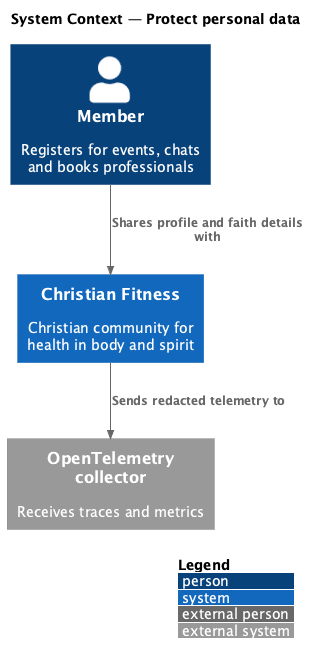 System Context — Protect personal data
Member
Registers for events, chats
and books professionals
Shares profile and faith details
with
Christian Fitness
Christian community for
health in body and spirit
Sends redacted telemetry to
OpenTelemetry
collector
Receives traces and metrics
Legend
person
system
external person
external system